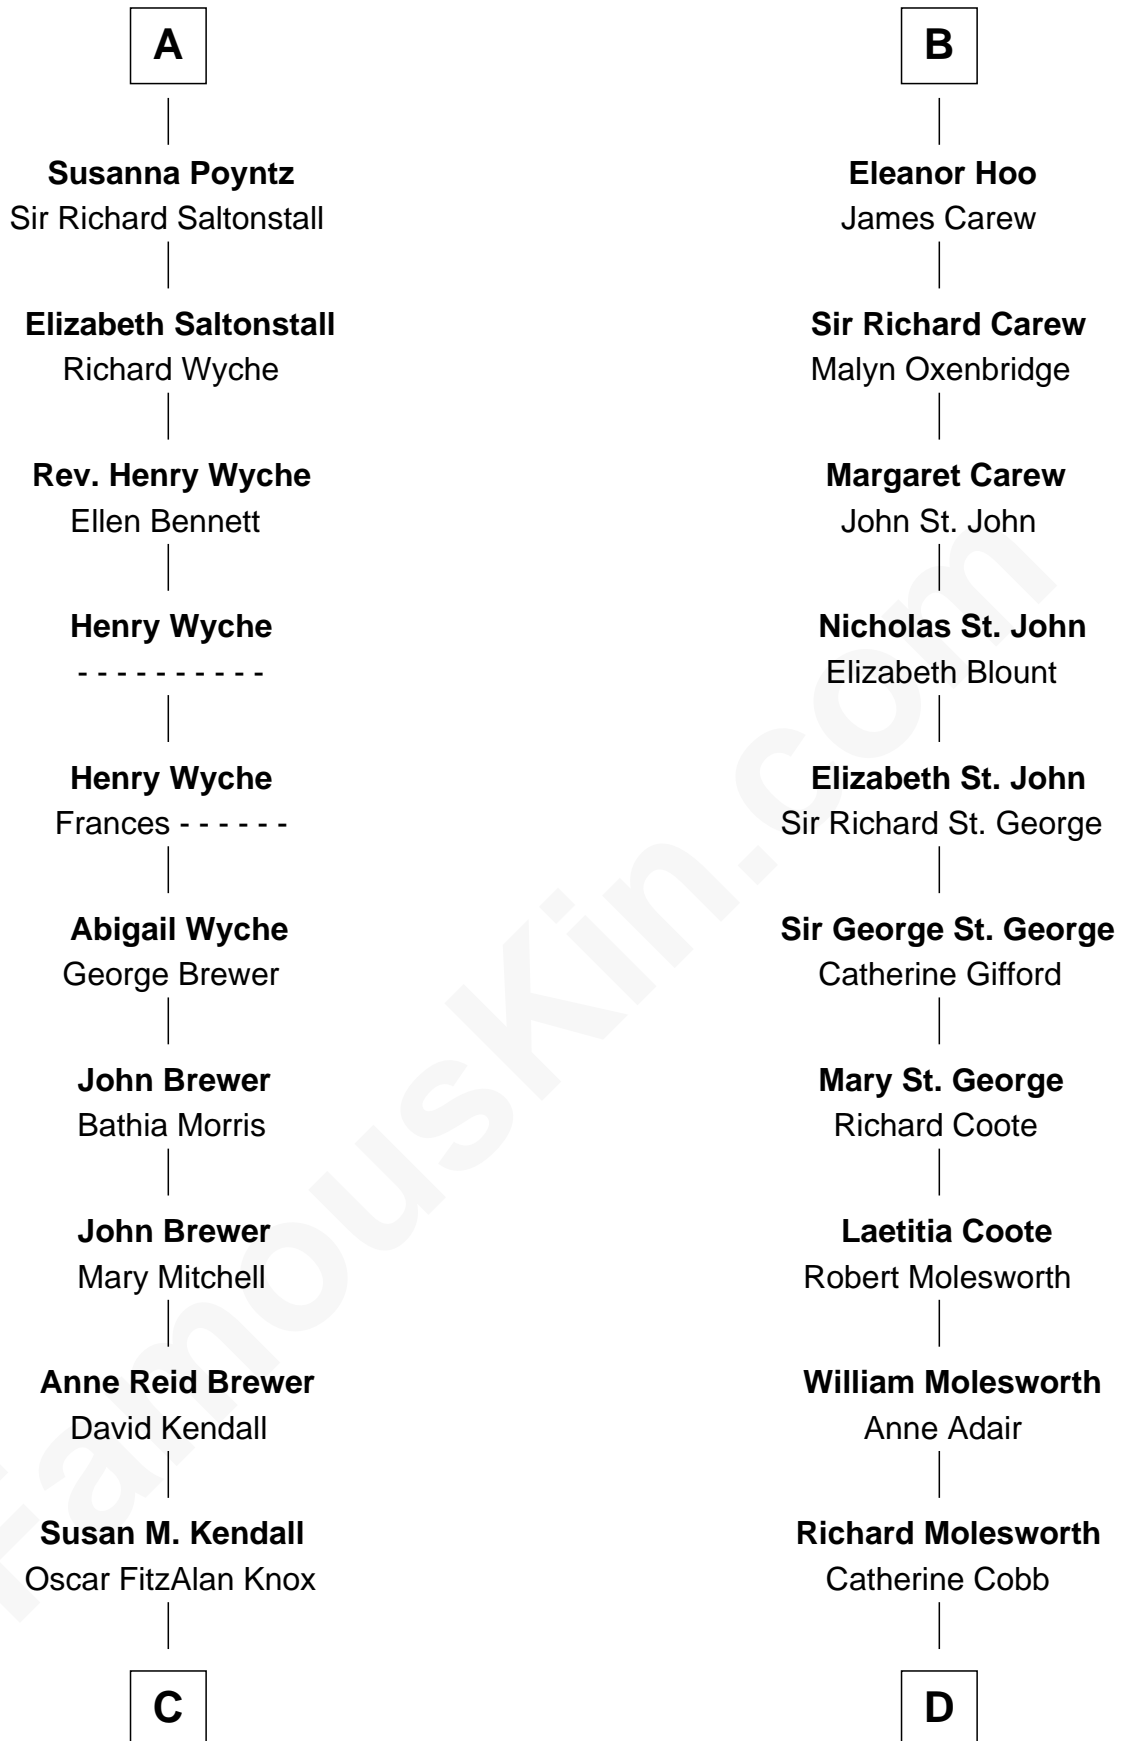 A
Susanna Poyntz
Sir Richard Saltonstall
Elizabeth Saltonstall
Richard Wyche
Rev. Henry Wyche
Ellen Bennett
Henry Wyche
- - - - - - - - - -
Henry Wyche
Frances - - - - - -
Abigail Wyche
George Brewer
John Brewer
Bathia Morris
John Brewer
Mary Mitchell
Anne Reid Brewer
David Kendall
Susan M. Kendall
Oscar FitzAlan Knox
C
B
Eleanor Hoo
James Carew
Sir Richard Carew
Malyn Oxenbridge
Margaret Carew
John St. John
Nicholas St. John
Elizabeth Blount
Elizabeth St. John
Sir Richard St. George
Sir George St. George
Catherine Gifford
Mary St. George
Richard Coote
Laetitia Coote
Robert Molesworth
William Molesworth
Anne Adair
Richard Molesworth
Catherine Cobb
D
FamousKin.com